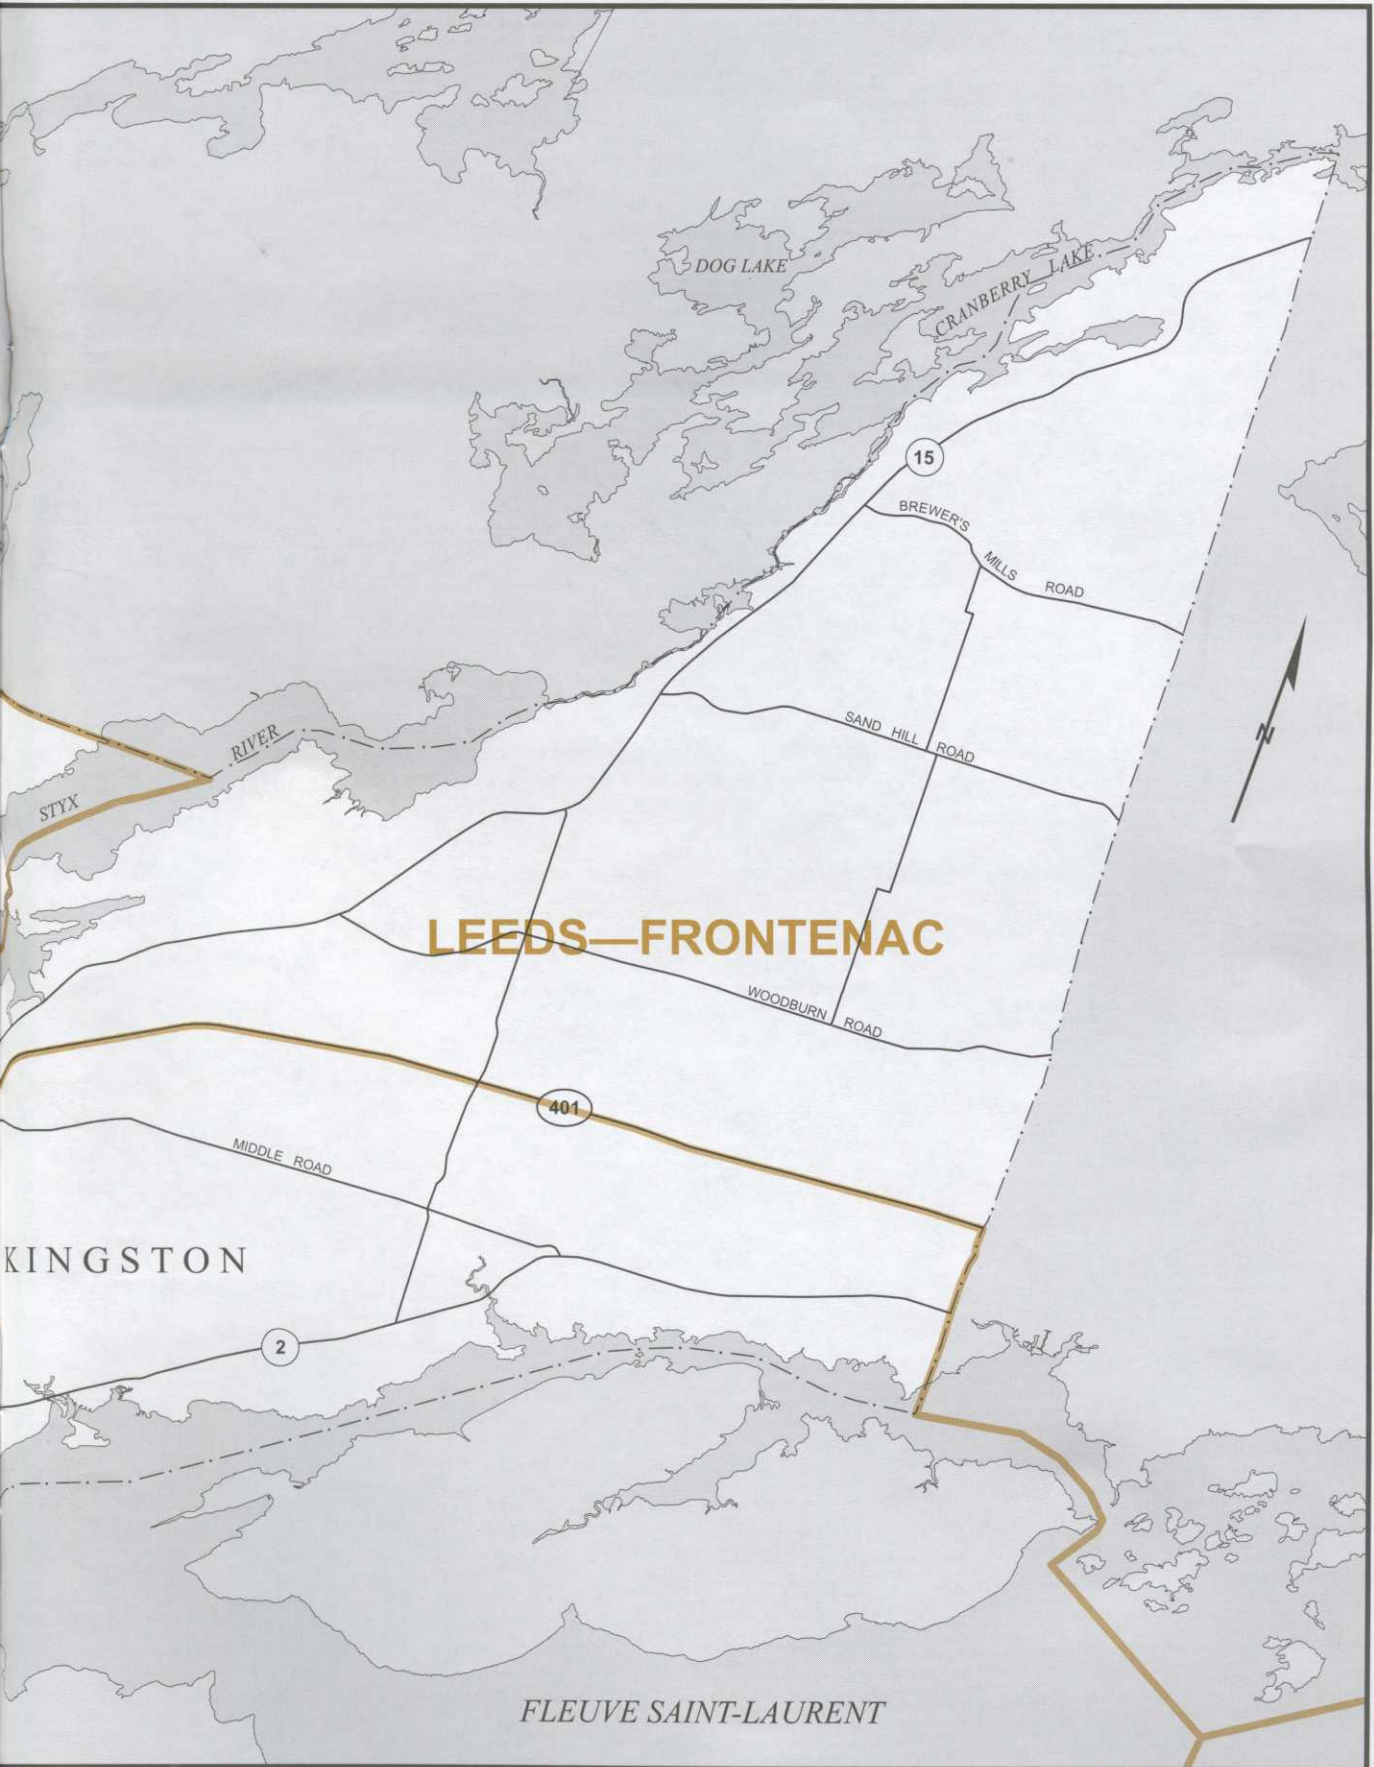 DOG LAKE
CRANBERRY LAKE
15
BREWER'S MILLS ROAD
SAND HILL ROAD
RIVER
STYX
LEEDS—FRONTENAC
WOODBURN ROAD
N
401
MIDDLE ROAD
KINGSTON
2
FLEUVE SAINT-LAURENT